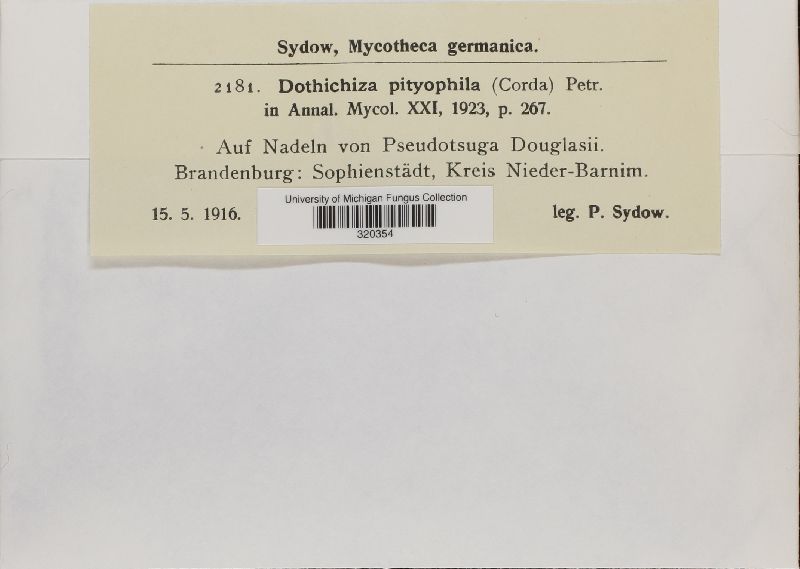 Sydow, Mycotheca germanica.
2181. Dothichiza pityophila (Corda) Petr.
in Annal. Mycol. XXI, 1923, p. 267.
Auf Nadeln von Pseudotsuga Douglasii.
Brandenburg: Sophienstädt, Kreis Nieder-Barnim.
15. 5. 1916.
leg. P. Sydow.
University of Michigan Fungus Collection
320354